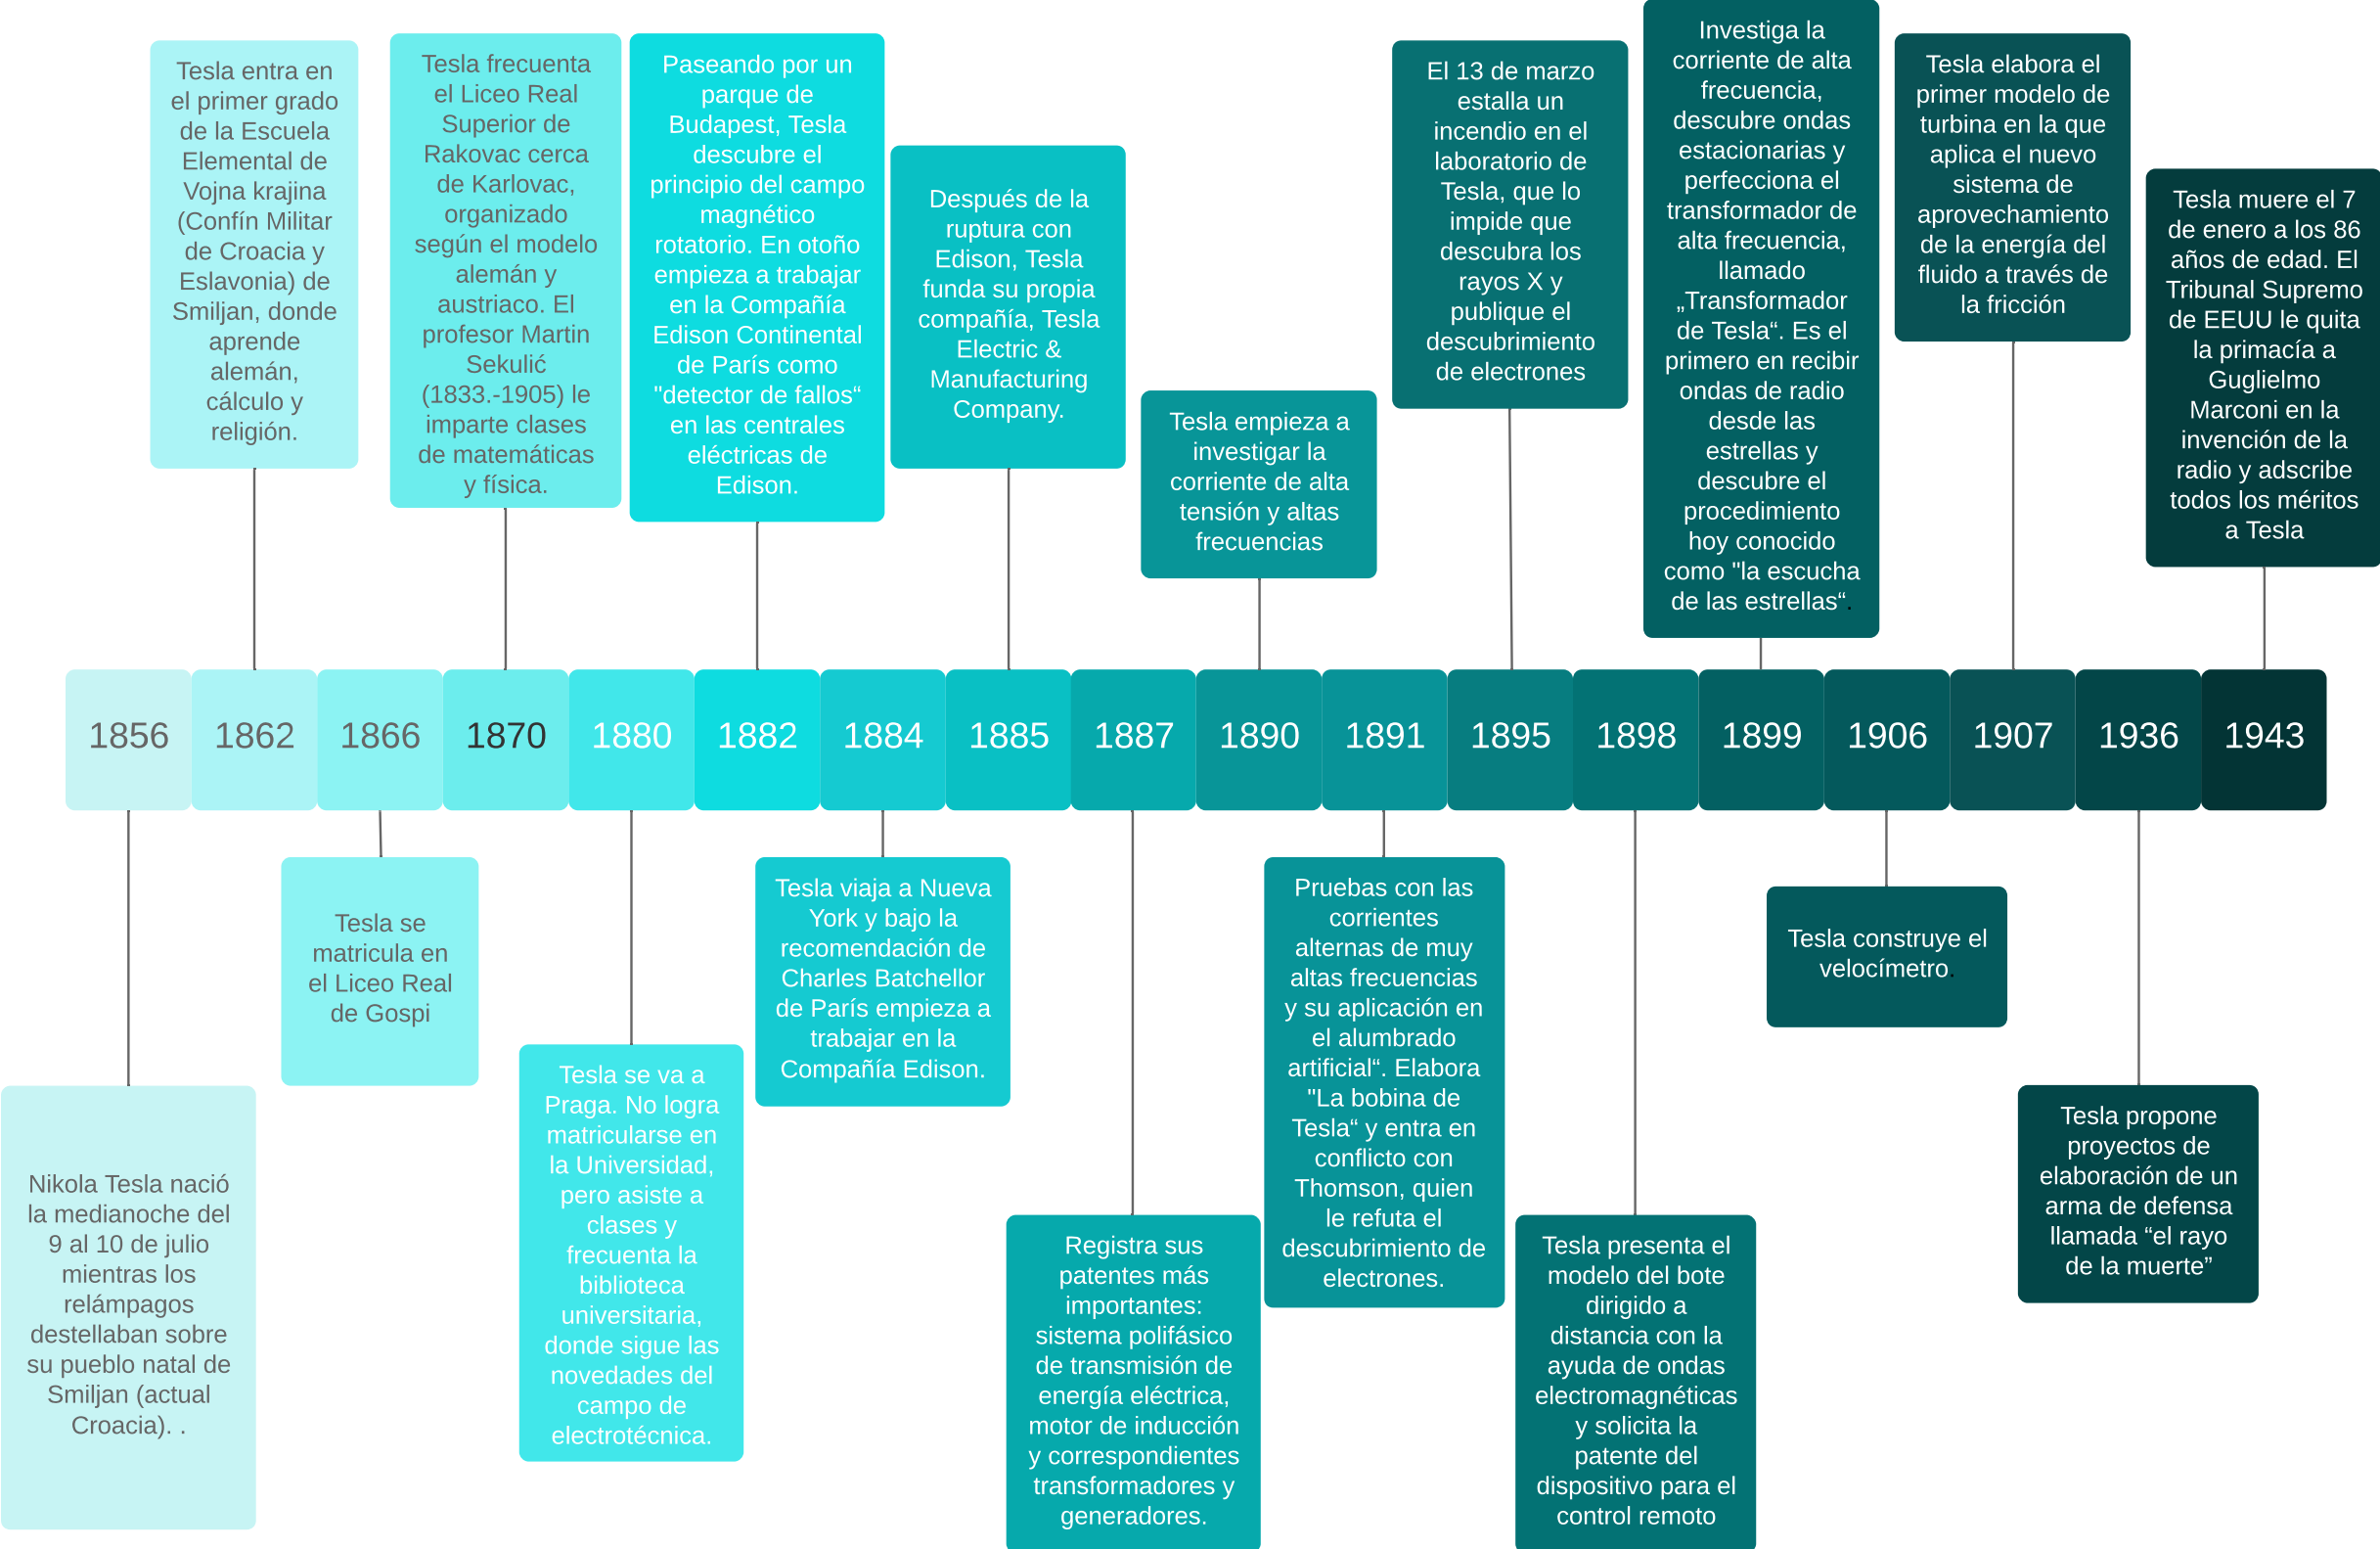 Tesla entra en
el primer grado
de la Escuela
Elemental de
Vojna krajina
(Confín Militar
de Croacia y
Eslavonia) de
Smiljan, donde
aprende
alemán,
cálculo y
religión.
Tesla frecuenta
el Liceo Real
Superior de
Rakovac cerca
de Karlovac,
organizado
según el modelo
alemán y
austriaco. El
profesor Martin
Sekulić
(1833.-1905) le
imparte clases
de matemáticas
y física.
Paseando por un
parque de
Budapest, Tesla
descubre el
principio del campo
magnético
rotatorio. En otoño
empieza a trabajar
en la Compañía
Edison Continental
de París como
"detector de fallos“
en las centrales
eléctricas de
Edison.
Después de la
ruptura con
Edison, Tesla
funda su propia
compañía, Tesla
Electric &
Manufacturing
Company.
Tesla empieza a
investigar la
corriente de alta
tensión y altas
frecuencias
El 13 de marzo
estalla un
incendio en el
laboratorio de
Tesla, que lo
impide que
descubra los
rayos X y
publique el
descubrimiento
de electrones
Investiga la
corriente de alta
frecuencia,
descubre ondas
estacionarias y
perfecciona el
transformador de
alta frecuencia,
llamado
„Transformador
de Tesla“. Es el
primero en recibir
ondas de radio
desde las
estrellas y
descubre el
procedimiento
hoy conocido
como "la escucha
de las estrellas“.
Tesla elabora el
primer modelo de
turbina en la que
aplica el nuevo
sistema de
aprovechamiento
de la energía del
fluido a través de
la fricción
Tesla muere el 7
de enero a los 86
años de edad. El
Tribunal Supremo
de EEUU le quita
la primacía a
Guglielmo
Marconi en la
invención de la
radio y adscribe
todos los méritos
a Tesla
1856 1862 1866 1870 1880 1882 1884 1885 1887 1890 1891 1895 1898 1899 1906 1907 1936 1943
Nikola Tesla nació
la medianoche del
9 al 10 de julio
mientras los
relámpagos
destellaban sobre
su pueblo natal de
Smiljan (actual
Croacia). .
Tesla se
matricula en
el Liceo Real
de Gospi
Tesla se va a
Praga. No logra
matricularse en
la Universidad,
pero asiste a
clases y
frecuenta la
biblioteca
universitaria,
donde sigue las
novedades del
campo de
electrotécnica.
Tesla viaja a Nueva
York y bajo la
recomendación de
Charles Batchellor
de París empieza a
trabajar en la
Compañía Edison.
Registra sus
patentes más
importantes:
sistema polifásico
de transmisión de
energía eléctrica,
motor de inducción
y correspondientes
transformadores y
generadores.
Pruebas con las
corrientes
alternas de muy
altas frecuencias
y su aplicación en
el alumbrado
artificial“. Elabora
"La bobina de
Tesla“ y entra en
conflicto con
Thomson, quien
le refuta el
descubrimiento de
electrones.
Tesla presenta el
modelo del bote
dirigido a
distancia con la
ayuda de ondas
electromagnéticas
y solicita la
patente del
dispositivo para el
control remoto
Tesla construye el
velocímetro.
Tesla propone
proyectos de
elaboración de un
arma de defensa
llamada “el rayo
de la muerte”